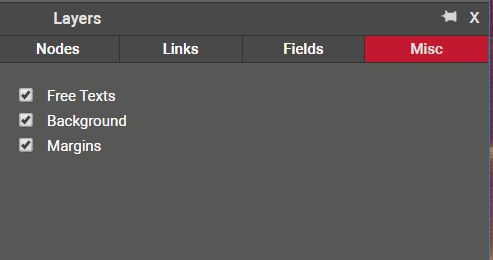 Layers X
Nodes Links Fields Misc
Free Texts
Background
Margins